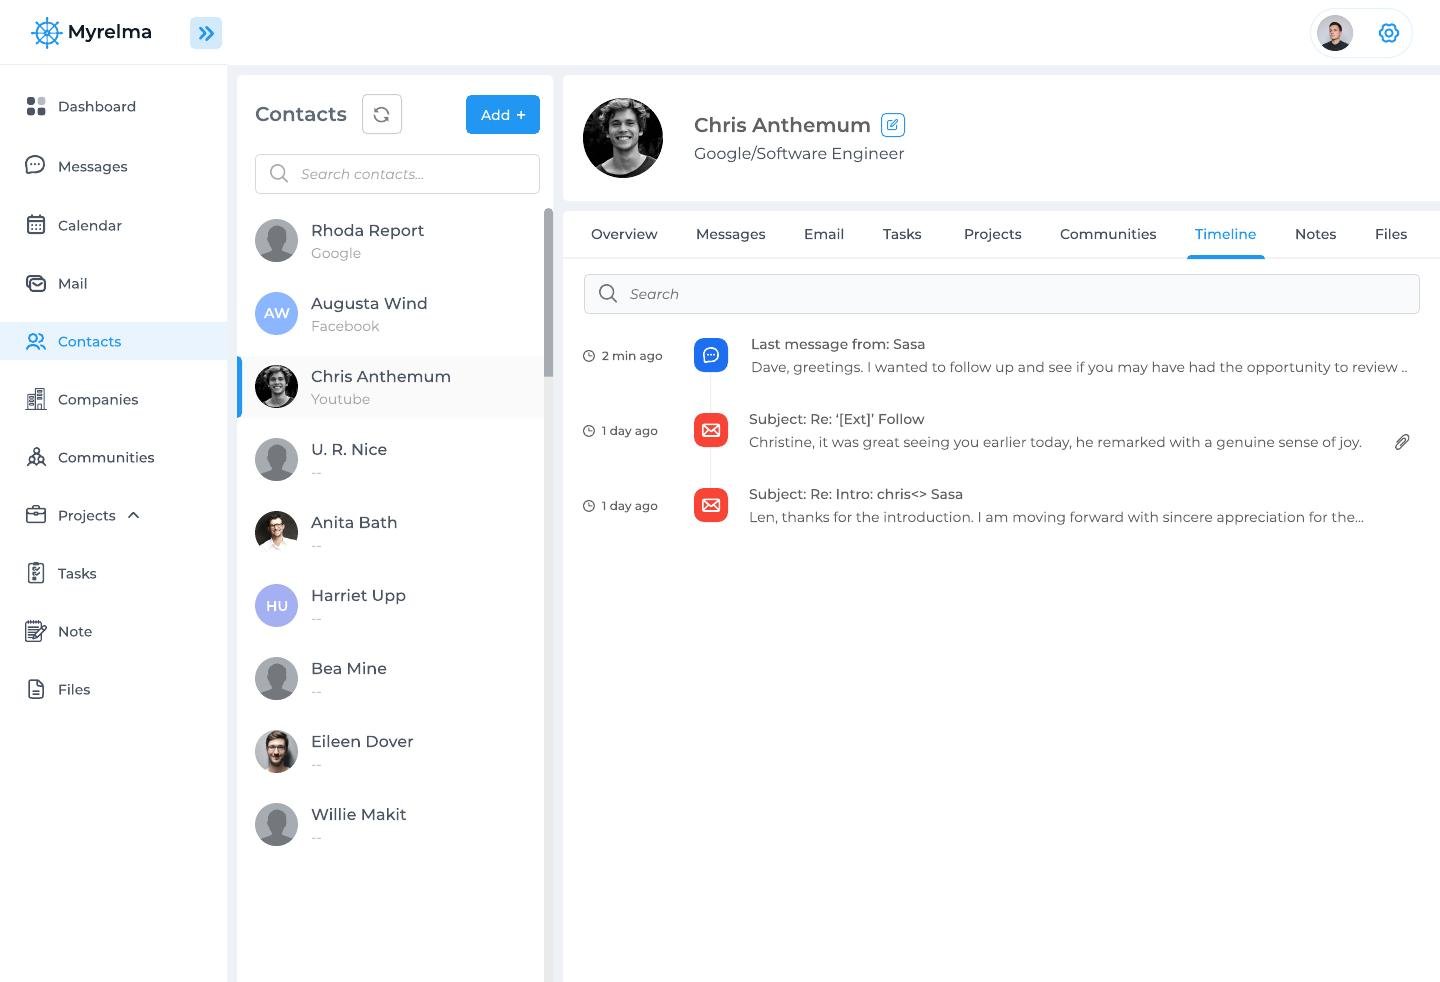 Myrelma
Dashboard
Messages
Calendar
Mail
Contacts
Companies
Communities
Projects
Tasks
Note
Files
Contacts
Add +
Search contacts...
Rhoda Report
Google
AW
Augusta Wind
Facebook
Chris Anthemum
Youtube
U. R. Nice
--
Anita Bath
--
HU
Harriet Upp
--
Bea Mine
--
Eileen Dover
--
Willie Makit
--
Chris Anthemum
Google/Software Engineer
Overview Messages Email Tasks Projects Communities Timeline Notes Files
Search
2 min ago
Last message from: Sasa
Dave, greetings. I wanted to follow up and see if you may have had the opportunity to review ..
1 day ago
Subject: Re: ‘[Ext]’ Follow
Christine, it was great seeing you earlier today, he remarked with a genuine sense of joy.
1 day ago
Subject: Re: Intro: chris<> Sasa
Len, thanks for the introduction. I am moving forward with sincere appreciation for the...